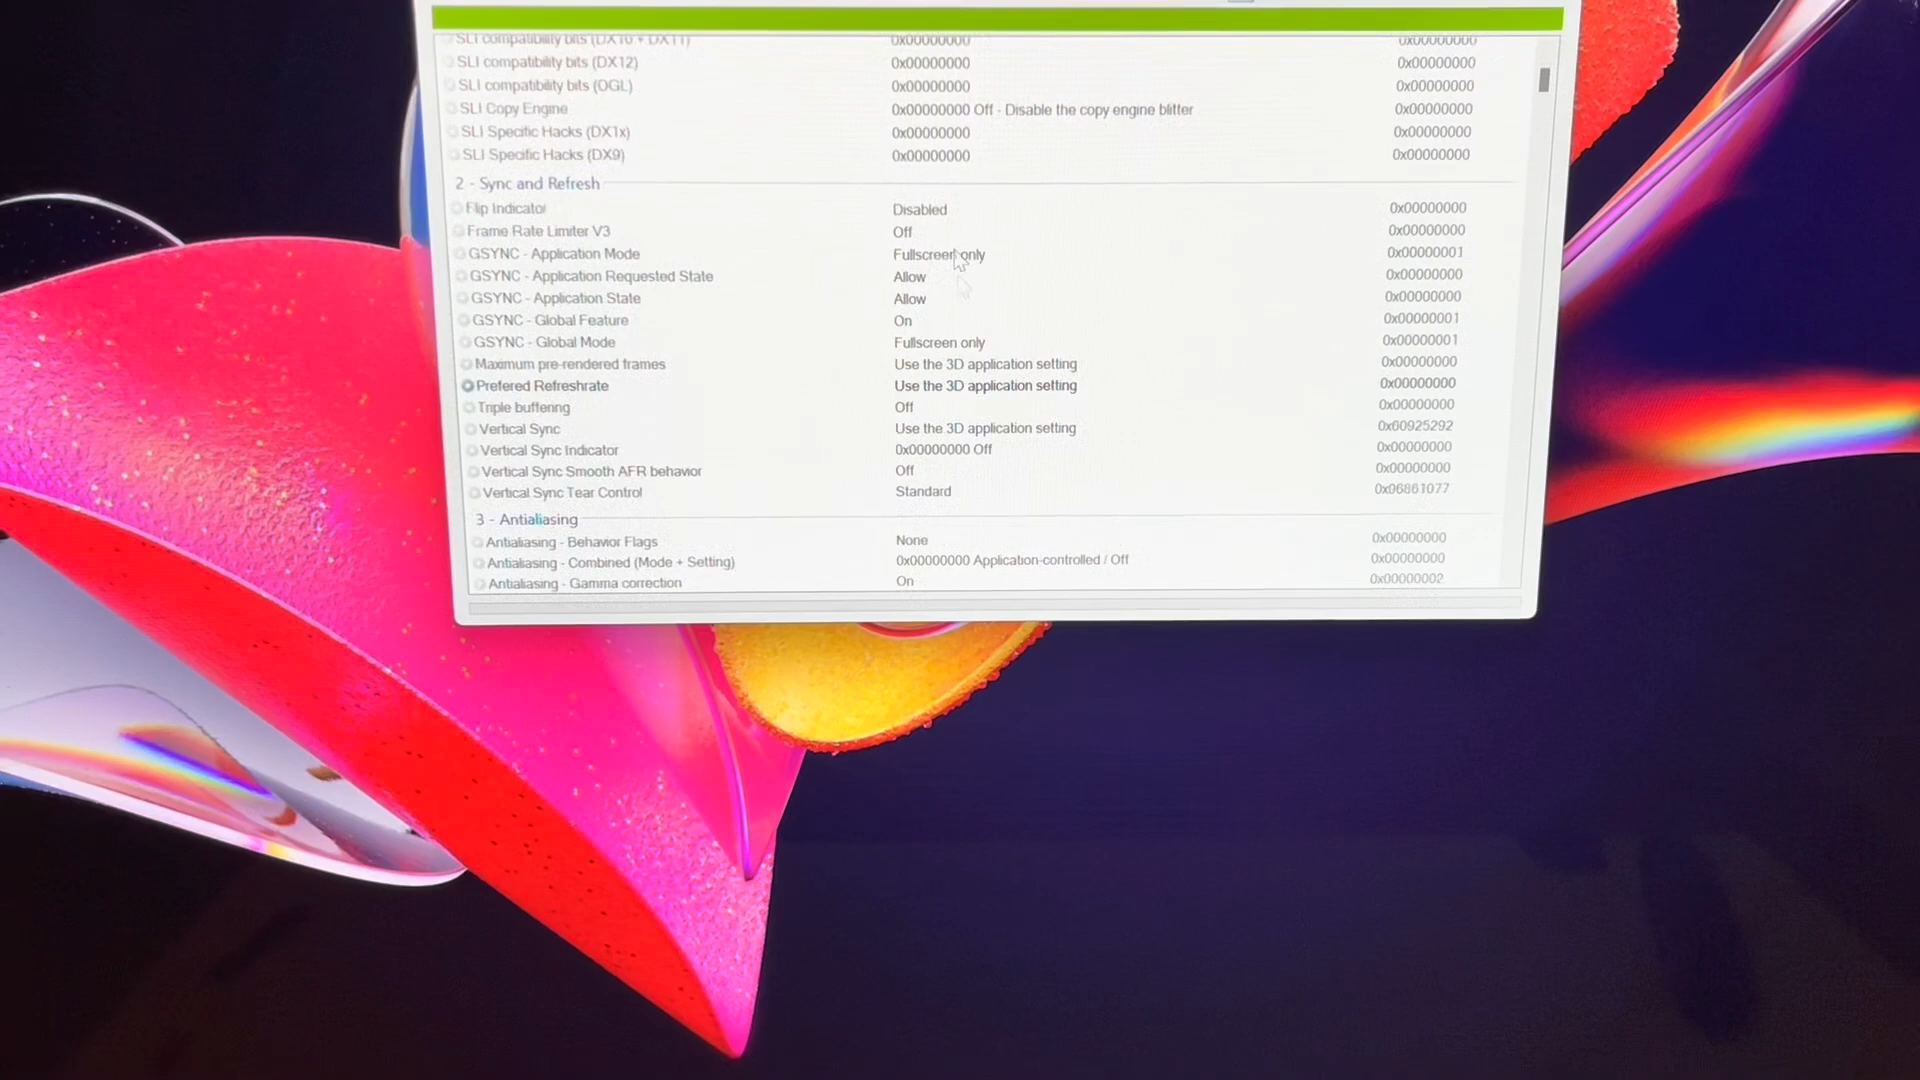 SLI compatibility bits (DX10 + DX11) 0x00000000 0x00000000
SLI compatibility bits (DX12) 0x00000000 0x00000000
SLI compatibility bits (OGL) 0x00000000 0x00000000
SLI Copy Engine 0x00000000 Off - Disable the copy engine blitter 0x00000000
SLI Specific Hacks (DX1x) 0x00000000 0x00000000
SLI Specific Hacks (DX9) 0x00000000 0x00000000
2 - Sync and Refresh
Flip Indicator Disabled 0x00000000
Frame Rate Limiter V3 Off 0x00000000
GSYNC - Application Mode Fullscreen only 0x00000001
GSYNC - Application Requested State Allow 0x00000000
GSYNC - Application State Allow 0x00000000
GSYNC - Global Feature On 0x00000001
GSYNC - Global Mode Fullscreen only 0x00000001
Maximum pre-rendered frames Use the 3D application setting 0x00000000
Prefered Refreshrate Use the 3D application setting 0x00000000
Triple buffering Off 0x00000000
Vertical Sync Use the 3D application setting 0x60925292
Vertical Sync Indicator 0x00000000 Off 0x00000000
Vertical Sync Smooth AFR behavior Off 0x00000000
Vertical Sync Tear Control Standard 0x06861077
3 - Antialiasing
Antialiasing - Behavior Flags None 0x00000000
Antialiasing - Combined (Mode + Setting) 0x00000000 Application-controlled / Off 0x00000000
Antialiasing - Gamma correction On 0x00000002